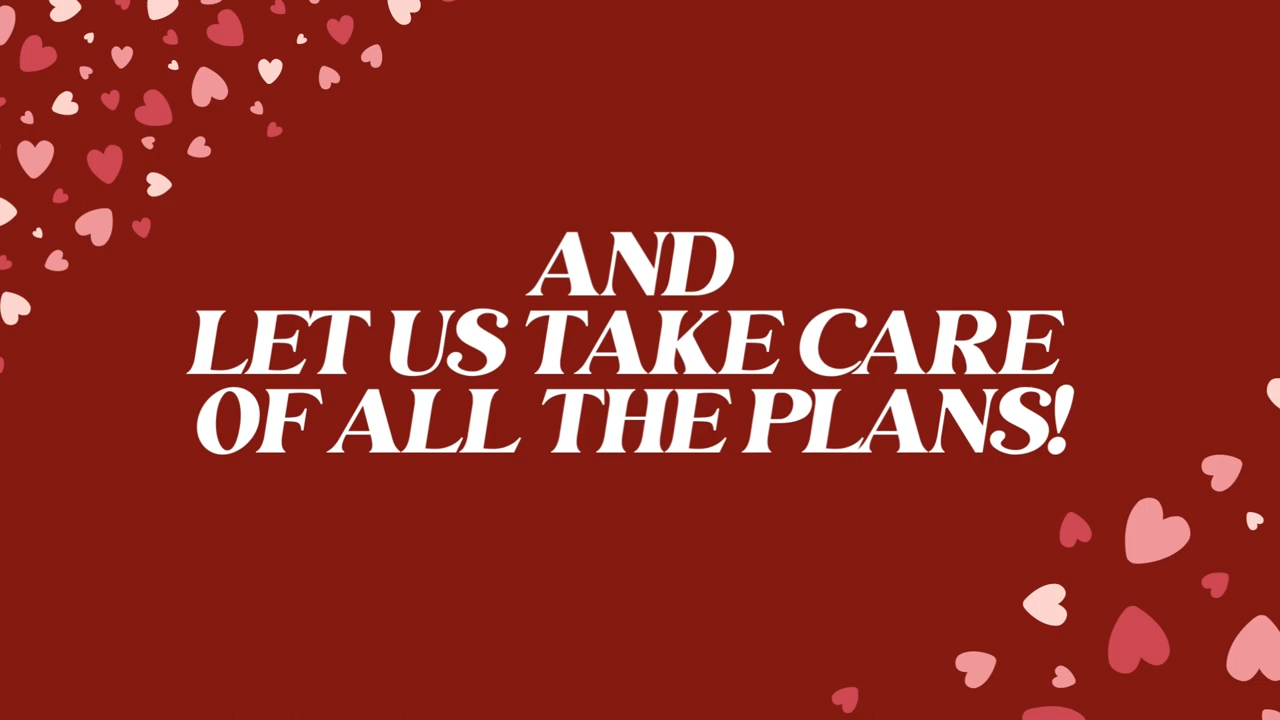 AND
LET US TAKE CARE
OF ALL THE PLANS!